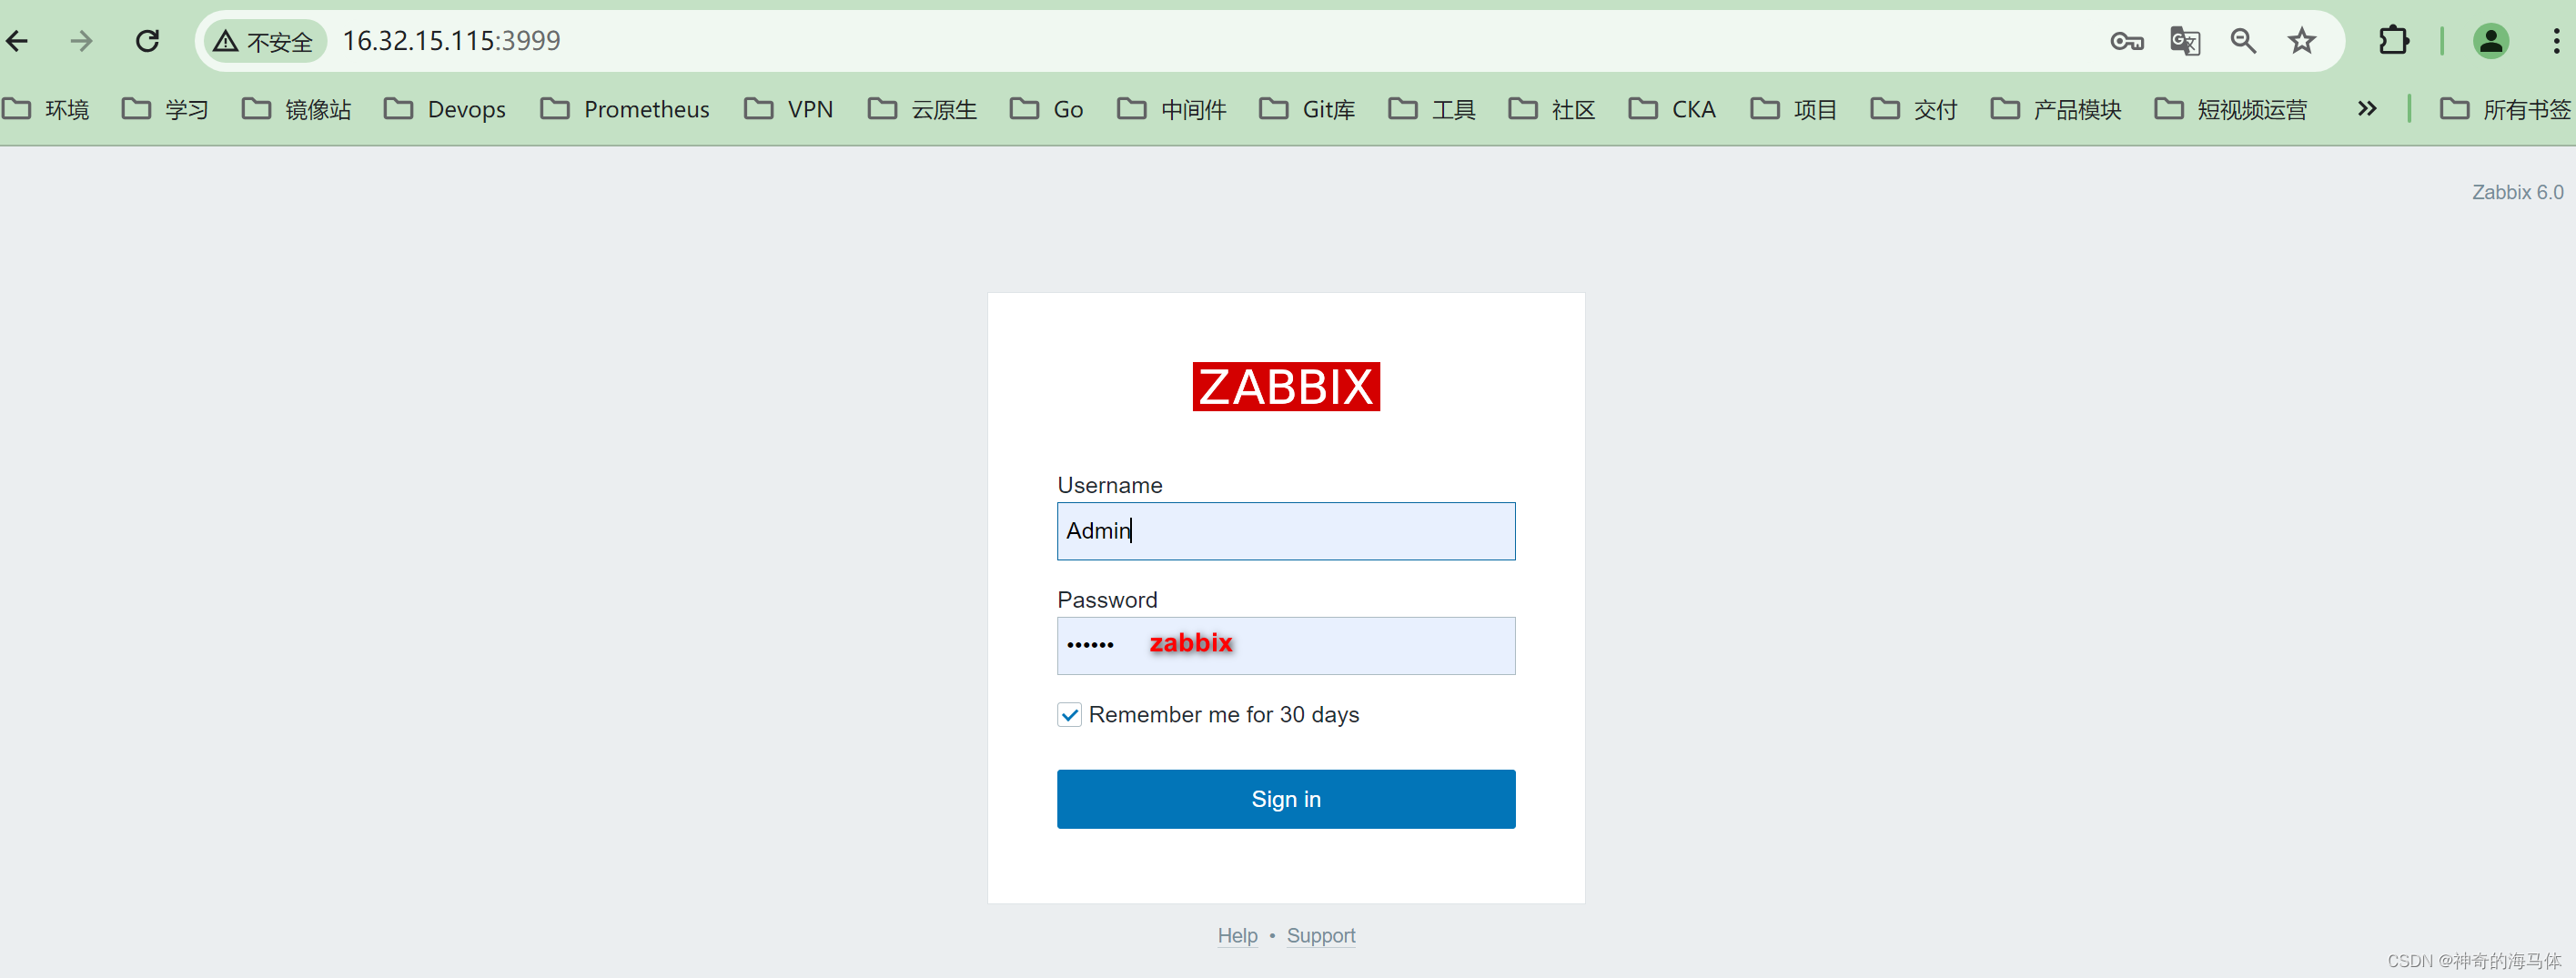 不安全 16.32.15.115:3999
环境 学习 镜像站 Devops Prometheus VPN 云原生 Go 中间件 Git库 工具 社区 CKA 项目 交付 产品模块 短视频运营 所有书签
Zabbix 6.0
ZABBIX
Username
Admin
Password
•••••• zabbix
Remember me for 30 days
Sign in
Help • Support
CSDN @神奇的海马体